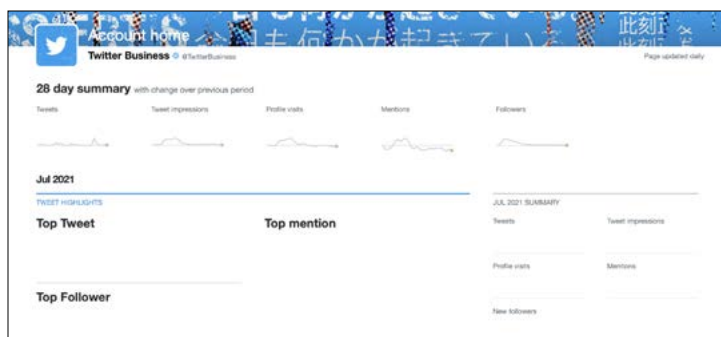 Account home
Twitter Business @TwitterBusiness
Page updated daily
28 day summary with change over previous period
Tweets
Tweet impressions
Profile visits
Mentions
Followers
Jul 2021
TWEET HIGHLIGHTS
Top Tweet
Top mention
Top Follower
JUL 2021 SUMMARY
Tweets
Tweet impressions
Profile visits
Mentions
New followers